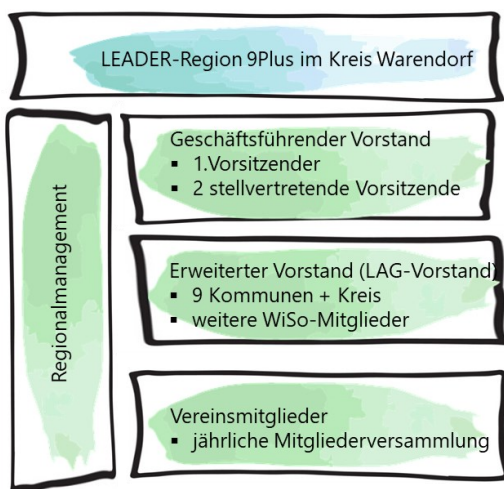 LEADER-Region 9Plus im Kreis Warendorf
Regionalmanagement
Geschäftsführender Vorstand
▪ 1.Vorsitzender
▪ 2 stellvertretende Vorsitzende
Erweiterter Vorstand (LAG-Vorstand)
▪ 9 Kommunen + Kreis
▪ weitere WiSo-Mitglieder
Vereinsmitglieder
▪ jährliche Mitgliederversammlung